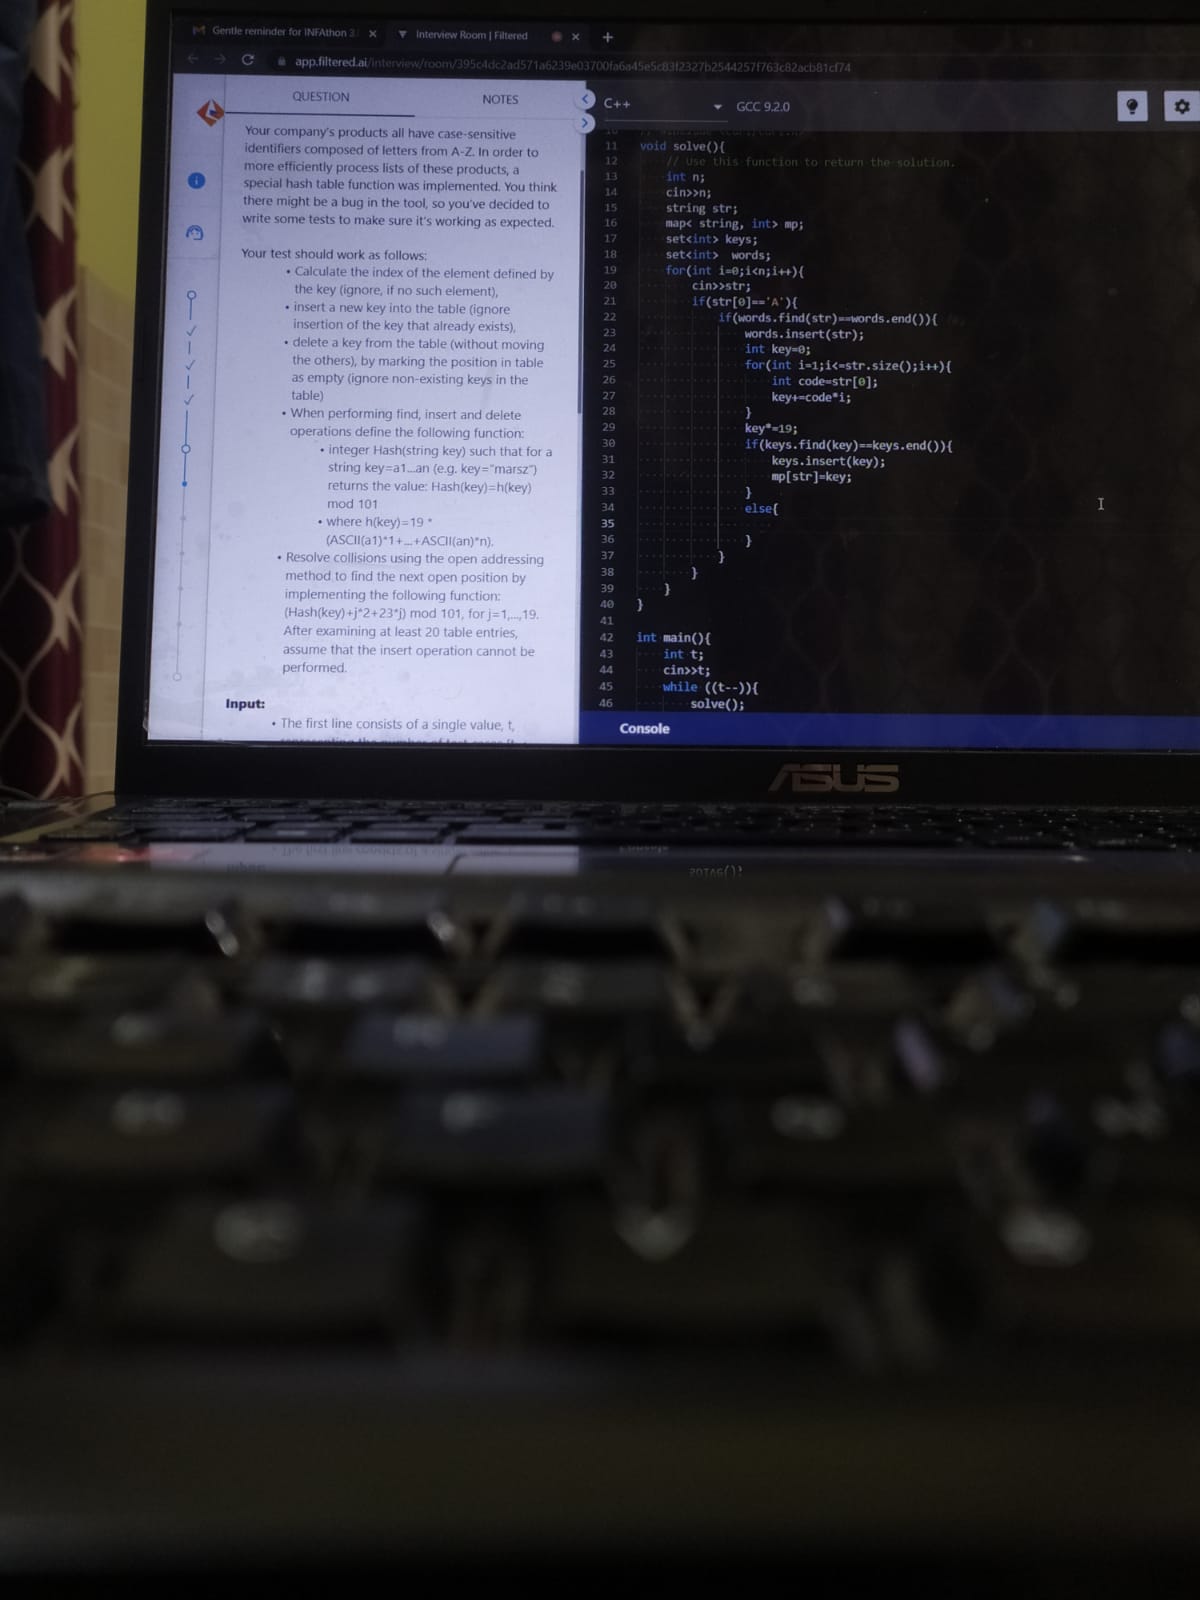 Gentle reminder for INFAthon 3.
Interview Room | Filtered
app.filtered.ai/interview/room/395c4dc2ad571a6239e03700fa6a45e5c83f2327b2544257f763c82acb81cf74
QUESTION
NOTES
Your company's products all have case-sensitive
identifiers composed of letters from A-Z. In order to
more efficiently process lists of these products, a
special hash table function was implemented. You think
there might be a bug in the tool, so you've decided to
write some tests to make sure it's working as expected.
Your test should work as follows:
• Calculate the index of the element defined by
the key (ignore, if no such element),
• insert a new key into the table (ignore
insertion of the key that already exists),
• delete a key from the table (without moving
the others), by marking the position in table
as empty (ignore non-existing keys in the
table)
• When performing find, insert and delete
operations define the following function:
• integer Hash(string key) such that for a
string key=a1...an (e.g. key="marsz")
returns the value: Hash(key)=h(key)
mod 101
• where h(key)=19 *
(ASCII(a1)*1+...+ASCII(an)*n).
• Resolve collisions using the open addressing
method to find the next open position by
implementing the following function:
(Hash(key)+j^2+23*j) mod 101, for j=1,...,19.
After examining at least 20 table entries,
assume that the insert operation cannot be
performed.
Input:
• The first line consists of a single value, t,
C++
GCC 9.2.0
11 void solve(){
12 // Use this function to return the solution.
13 int n;
14 cin>>n;
15 string str;
16 map< string, int> mp;
17 set<int> keys;
18 set<int> words;
19 for(int i=0;i<n;i++){
20 cin>>str;
21 if(str[0]=='A'){
22 if(words.find(str)==words.end()){
23 words.insert(str);
24 int key=0;
25 for(int i=1;i<=str.size();i++){
26 int code=str[0];
27 key+=code*i;
28 }
29 key*=19;
30 if(keys.find(key)==keys.end()){
31 keys.insert(key);
32 mp[str]=key;
33 }
34 else{
35
36 }
37 }
38 }
39 }
40 }
41
42 int main(){
43 int t;
44 cin>>t;
45 while ((t--)){
46 solve();
Console
ASUS